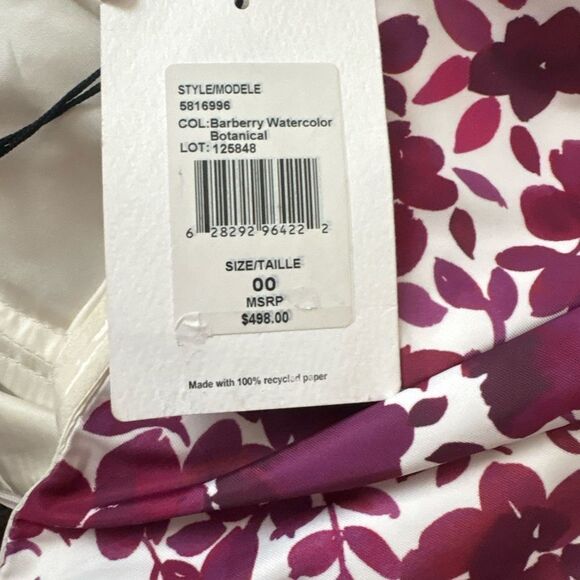 STYLE/MODELE
5816996
COL:Barberry Watercolor
Botanical
LOT: 125848
6 28292 96422 2
SIZE/TAILLE
00
MSRP
$498.00
Made with 100% recycled paper